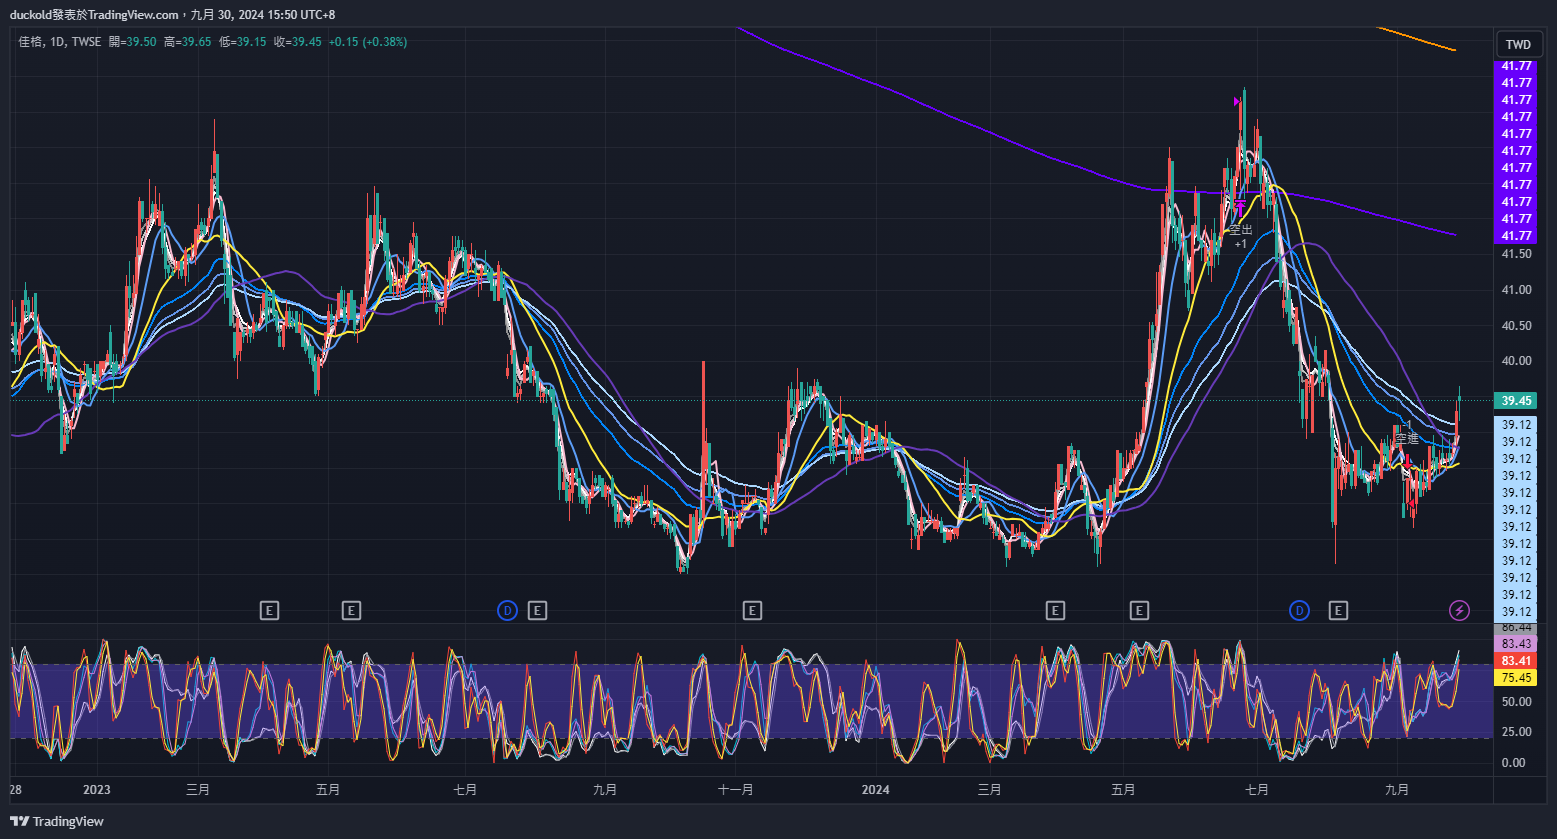 duckold發表於TradingView.com，九月 30, 2024 15:50 UTC+8
佳格, 1D, TWSE 開=39.50 高=39.65 低=39.15 收=39.45 +0.15 (+0.38%)
TWD
41.77
41.77
41.77
41.77
41.77
41.77
41.77
41.77
41.77
41.77
41.77
41.50
41.00
40.50
40.00
39.45
39.12
39.12
39.12
39.12
39.12
39.12
39.12
39.12
39.12
39.12
39.12
39.12
空出
+1
-1
空進
E
E
D
E
E
E
E
D
E
86.44
83.43
83.41
75.45
50.00
25.00
0.00
28 2023 三月 五月 七月 九月 十一月 2024 三月 五月 七月 九月
TradingView